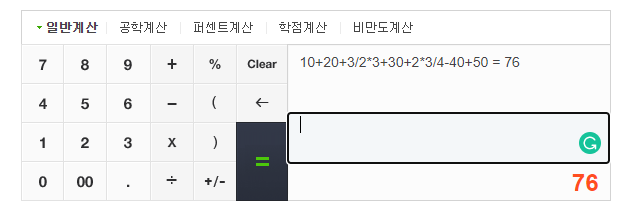 일반계산 공학계산 퍼센트계산 학점계산 비만도계산
7 8 9 + % Clear
10+20+3/2*3+30+2*3/4-40+50 = 76
4 5 6 − ( ←
1 2 3 x )
=
0 00 . ÷ +/-
76